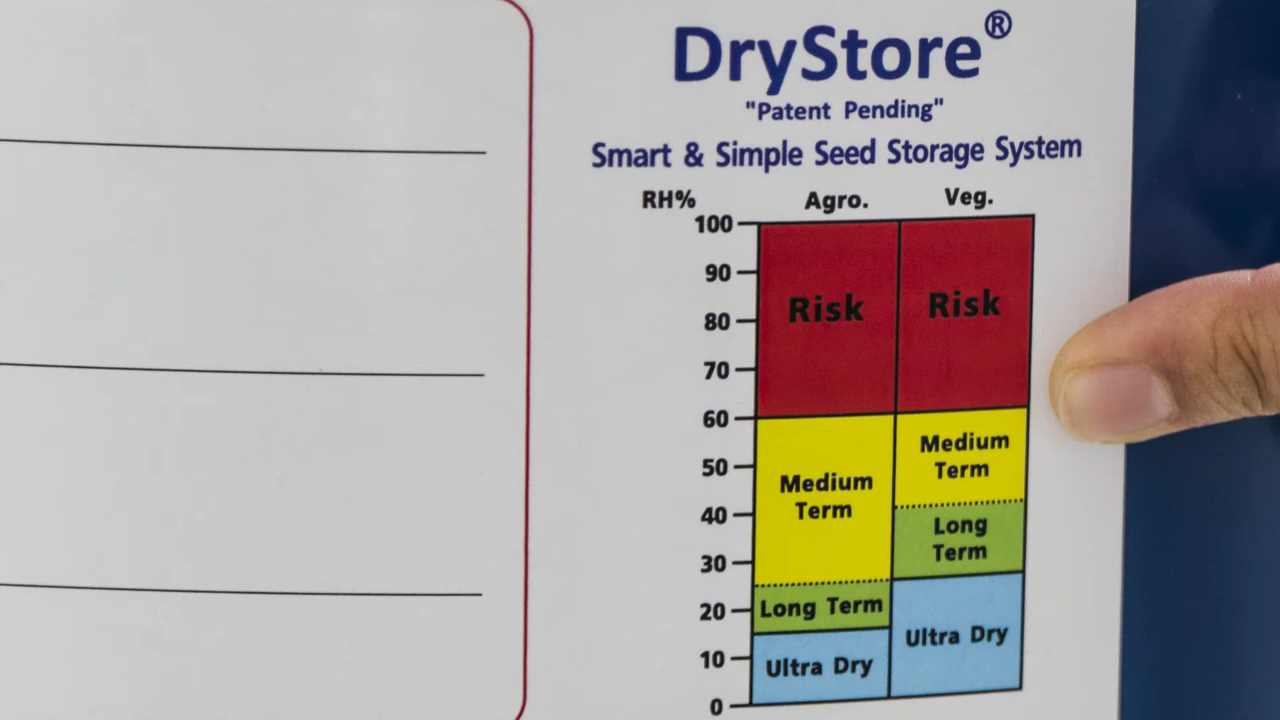 DryStore®
"Patent Pending"
Smart & Simple Seed Storage System
RH% Agro. Veg.
100
90
Risk Risk
80
70
60
Medium
Term
50
Medium
Term
40
Long
Term
30
20
Long Term
Ultra Dry
10
Ultra Dry
0